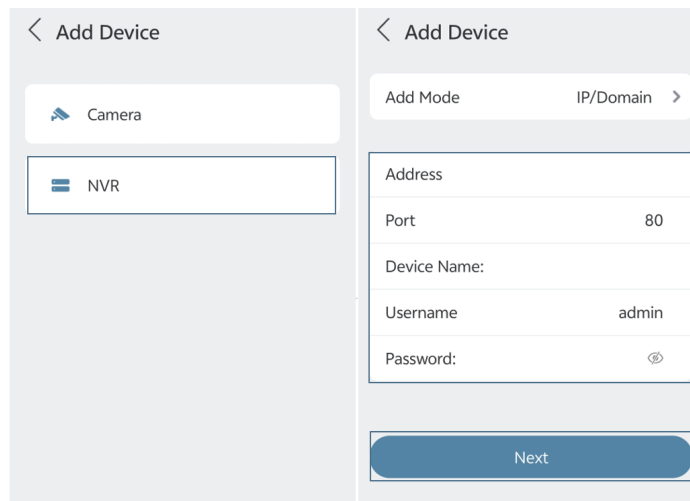 Add Device
Camera
NVR
Add Device
Add Mode IP/Domain
Address
Port 80
Device Name:
Username admin
Password:
Next